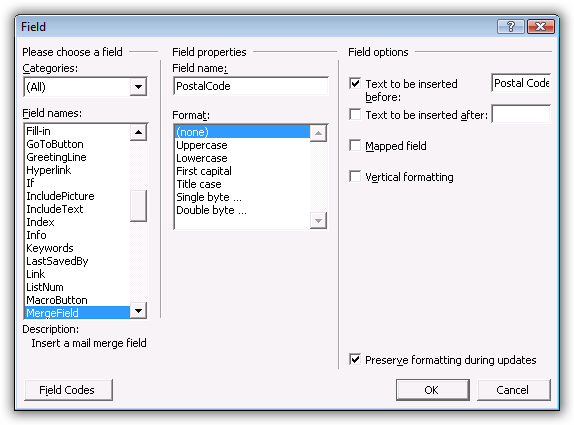 Field
Please choose a field
Categories:
(All)
Field names:
Fill-in
GoToButton
GreetingLine
Hyperlink
If
IncludePicture
IncludeText
Index
Info
Keywords
LastSavedBy
Link
ListNum
MacroButton
MergeField
Description:
Insert a mail merge field
Field Codes
Field properties
Field name:
PostalCode
Format:
(none)
Uppercase
Lowercase
First capital
Title case
Single byte ...
Double byte ...
Field options
Text to be inserted
before:
Postal Code
Text to be inserted after:
Mapped field
Vertical formatting
Preserve formatting during updates
OK
Cancel